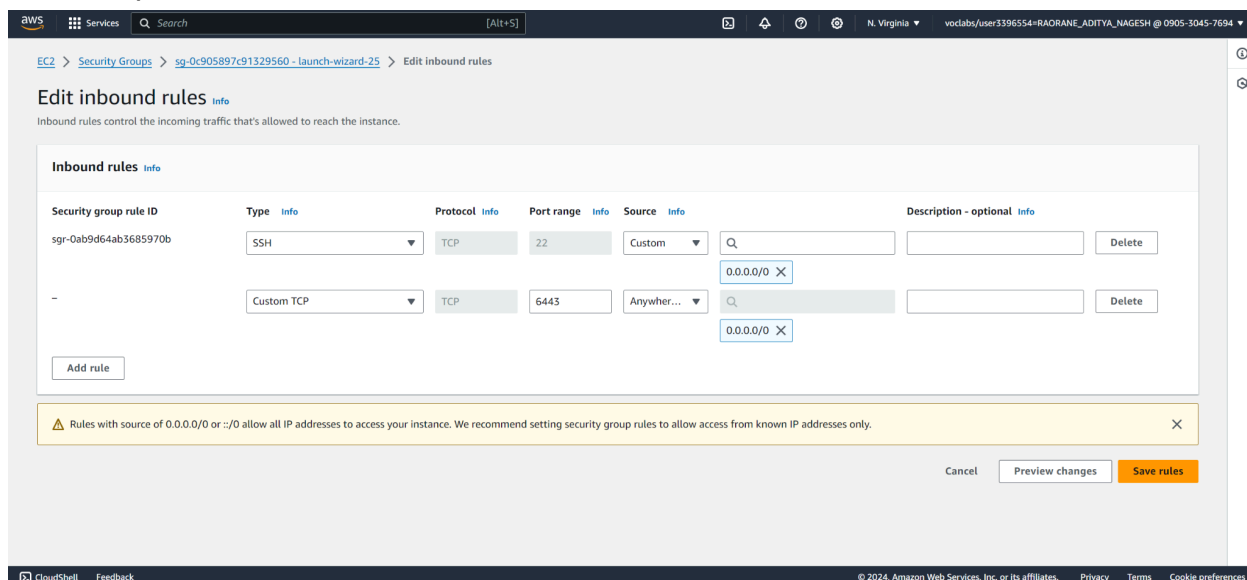 aws Services Search [Alt+S] N. Virginia voclabs/user3396554=RAORANE_ADITYA_NAGESH @ 0905-3045-7694
EC2 > Security Groups > sg-0c905897c91329560 - launch-wizard-25 > Edit inbound rules
Edit inbound rules Info
Inbound rules control the incoming traffic that's allowed to reach the instance.
Inbound rules Info
Security group rule ID Type Info Protocol Info Port range Info Source Info Description - optional Info
sgr-0ab9d64ab3685970b SSH TCP 22 Custom Delete
0.0.0.0/0
– Custom TCP TCP 6443 Anywher... Delete
0.0.0.0/0
Add rule
Rules with source of 0.0.0.0/0 or ::/0 allow all IP addresses to access your instance. We recommend setting security group rules to allow access from known IP addresses only.
Cancel Preview changes Save rules
CloudShell Feedback © 2024, Amazon Web Services, Inc. or its affiliates. Privacy Terms Cookie preferences